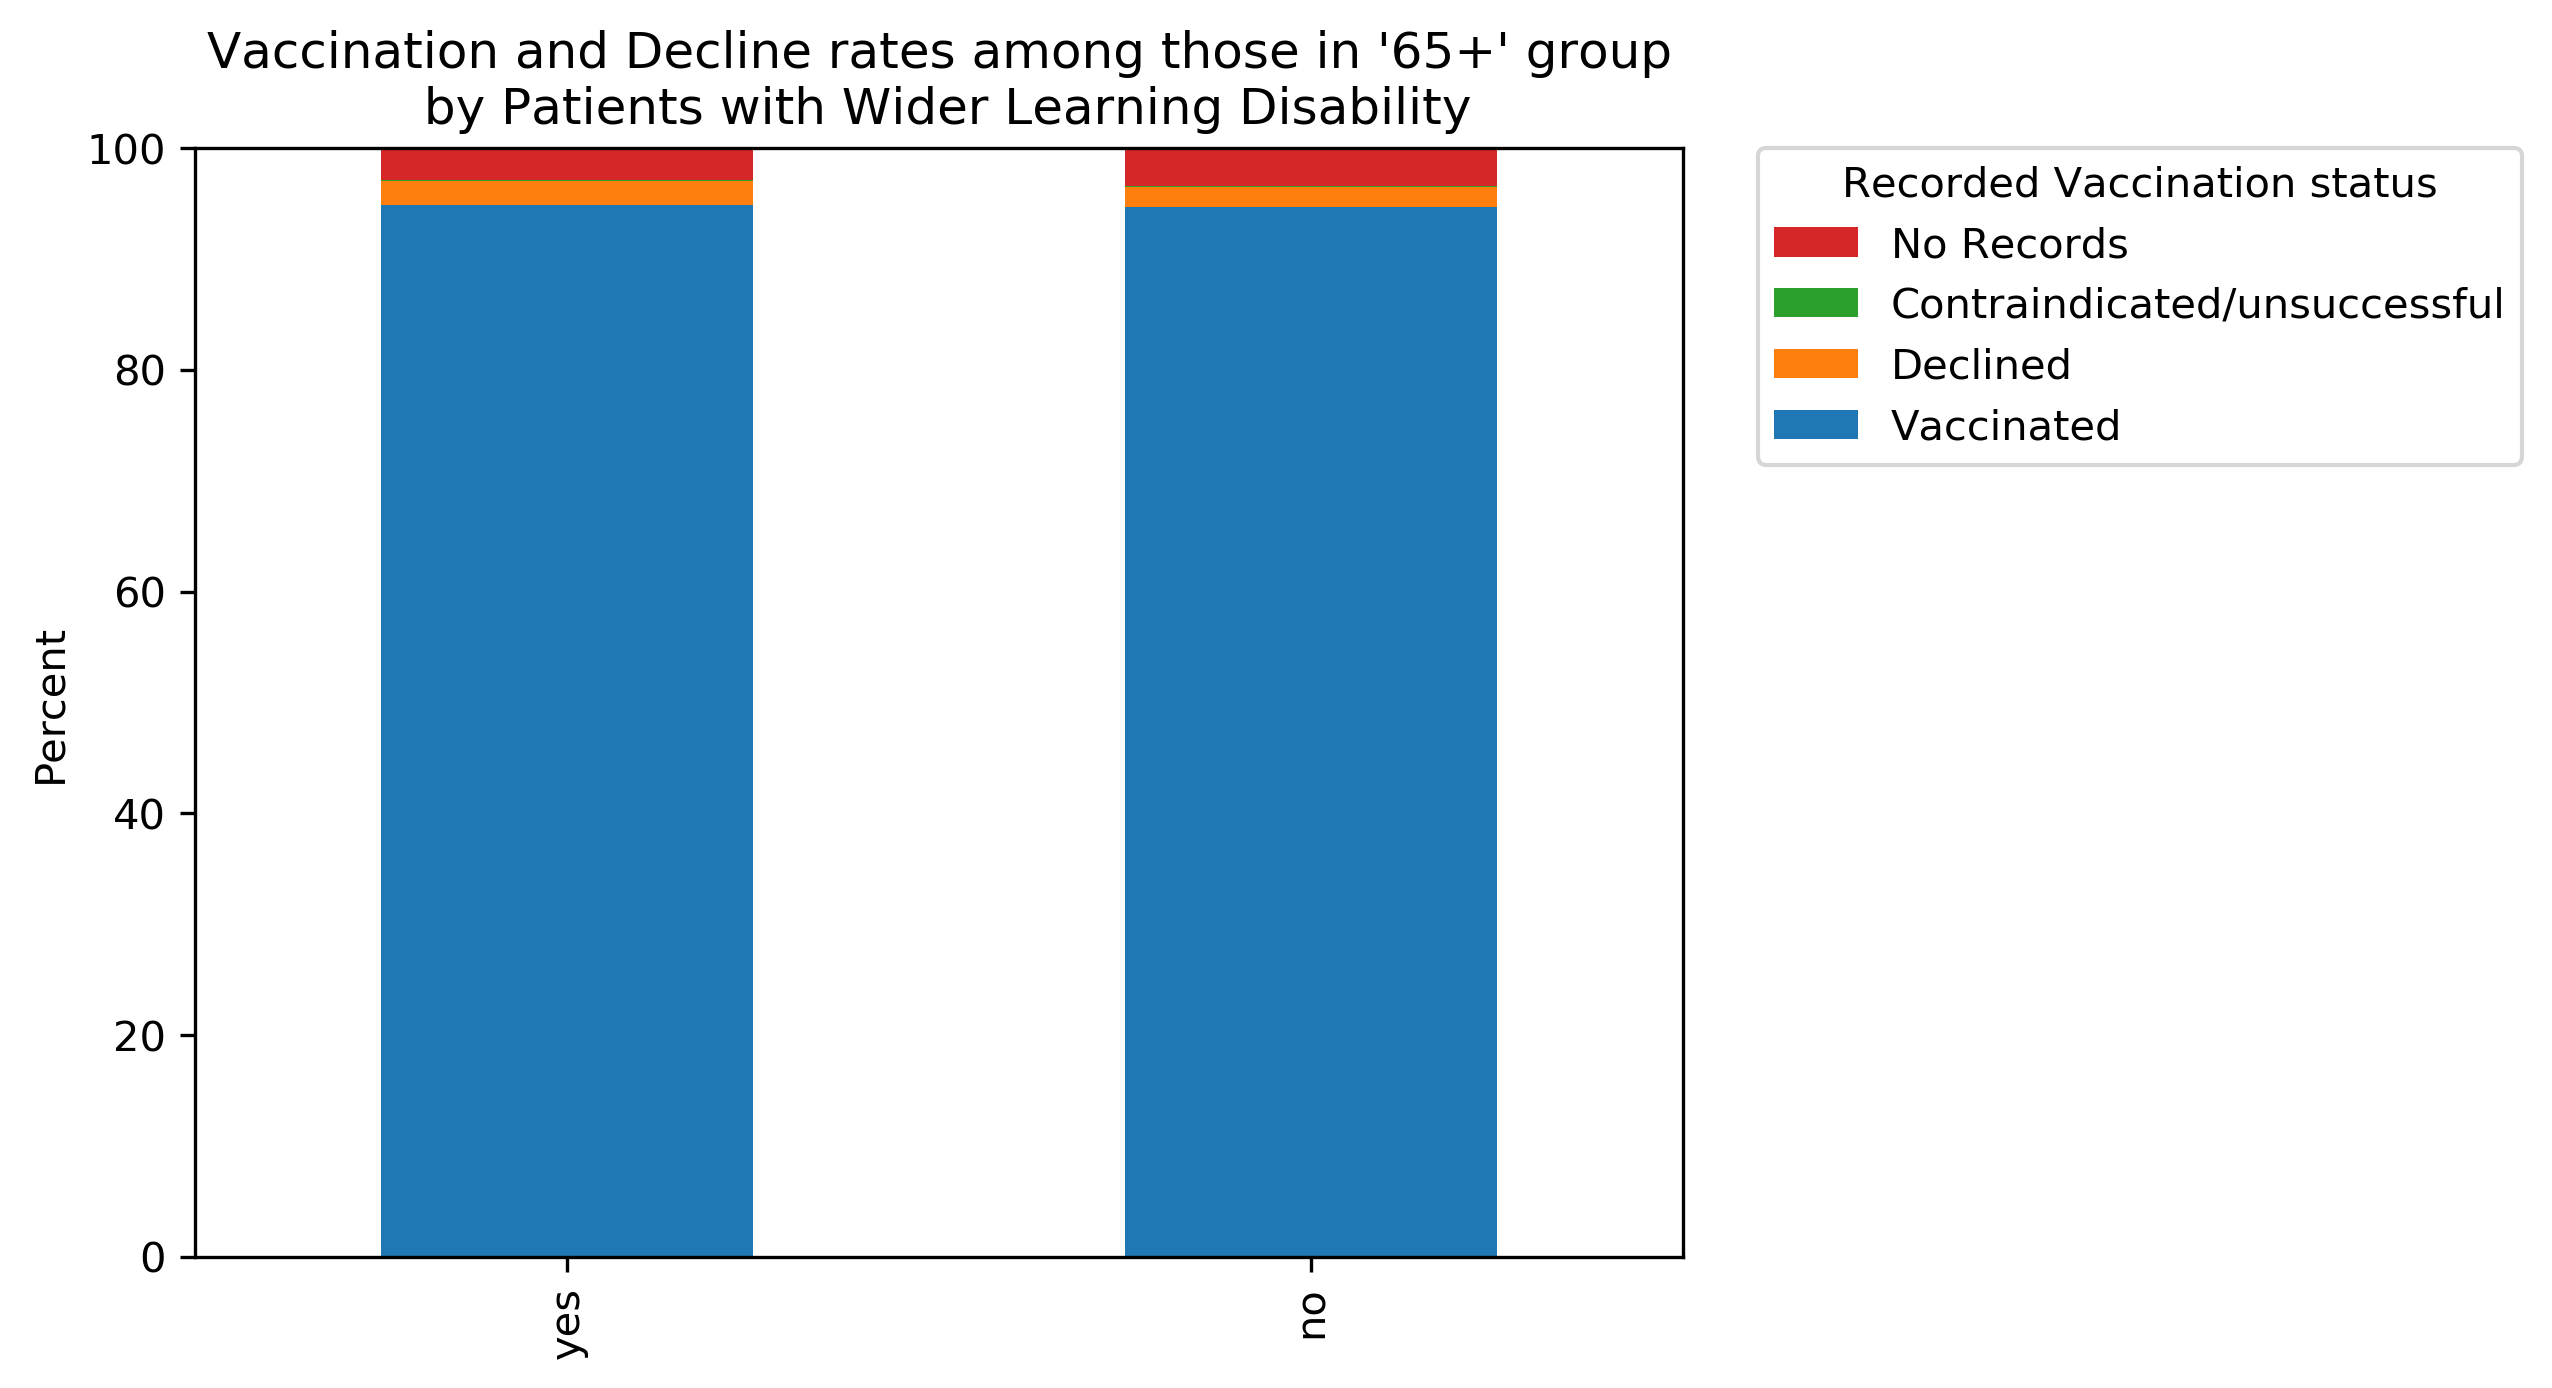 Vaccination and Decline rates among those in '65+' group
by Patients with Wider Learning Disability
100
80
60
40
20
0
Percent
yes
no
Recorded Vaccination status
No Records
Contraindicated/unsuccessful
Declined
Vaccinated